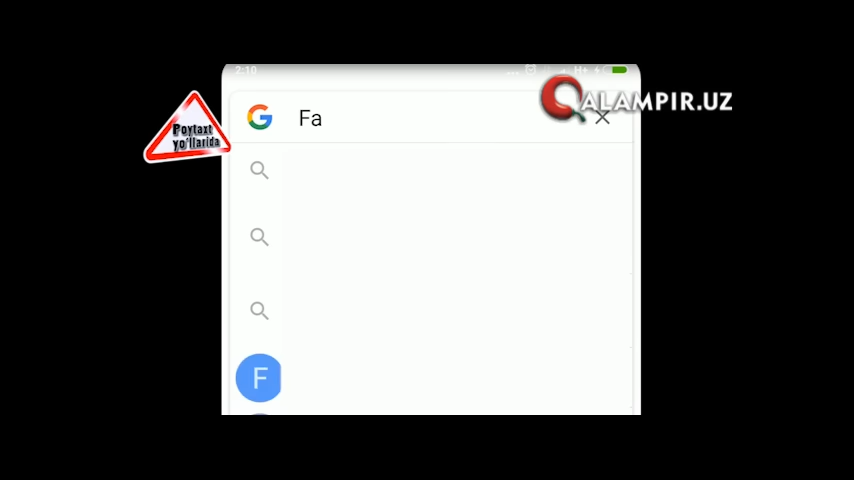 2:10
H+
Fa
QALAMPIR.UZ
Poytaxt
yo'llarida
F